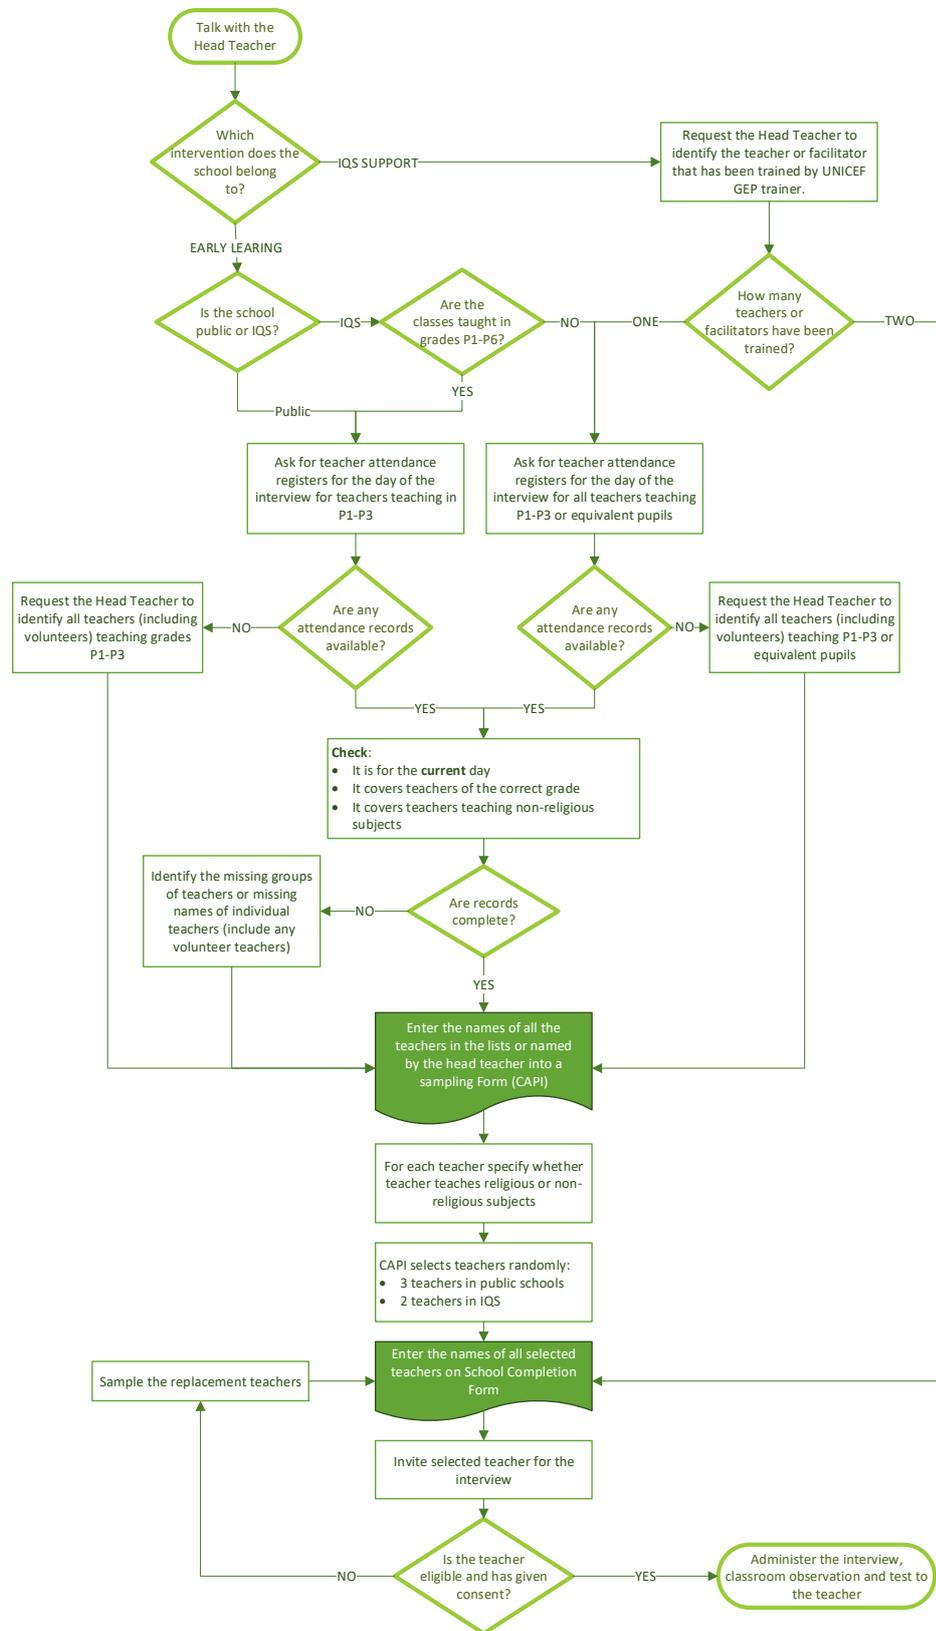 Talk with the
Head Teacher
Which
intervention does the
school belong
to?
IQS SUPPORT
Request the Head Teacher to
identify the teacher or facilitator
that has been trained by UNICEF
GEP trainer.
EARLY LEARING
Is the school
public or IQS?
IQS
Are the
classes taught in
grades P1-P6?
NO
ONE
How many
teachers or
facilitators have been
trained?
TWO
YES
Public
Ask for teacher attendance
registers for the day of the
interview for teachers teaching in
P1-P3
Ask for teacher attendance
registers for the day of the
interview for all teachers teaching
P1-P3 or equivalent pupils
Request the Head Teacher to
identify all teachers (including
volunteers) teaching grades
P1-P3
NO
Are any
attendance records
available?
Are any
attendance records
available?
NO
Request the Head Teacher to
identify all teachers (including
volunteers) teaching P1-P3 or
equivalent pupils
YES
YES
Check:
• It is for the current day
• It covers teachers of the correct grade
• It covers teachers teaching non-religious
subjects
Identify the missing groups
of teachers or missing
names of individual
teachers (include any
volunteer teachers)
NO
Are records
complete?
YES
Enter the names of all the
teachers in the lists or named
by the head teacher into a
sampling Form (CAPI)
For each teacher specify whether
teacher teaches religious or non-
religious subjects
CAPI selects teachers randomly:
• 3 teachers in public schools
• 2 teachers in IQS
Sample the replacement teachers
Enter the names of all selected
teachers on School Completion
Form
Invite selected teacher for the
interview
NO
Is the teacher
eligible and has given
consent?
YES
Administer the interview,
classroom observation and test to
the teacher